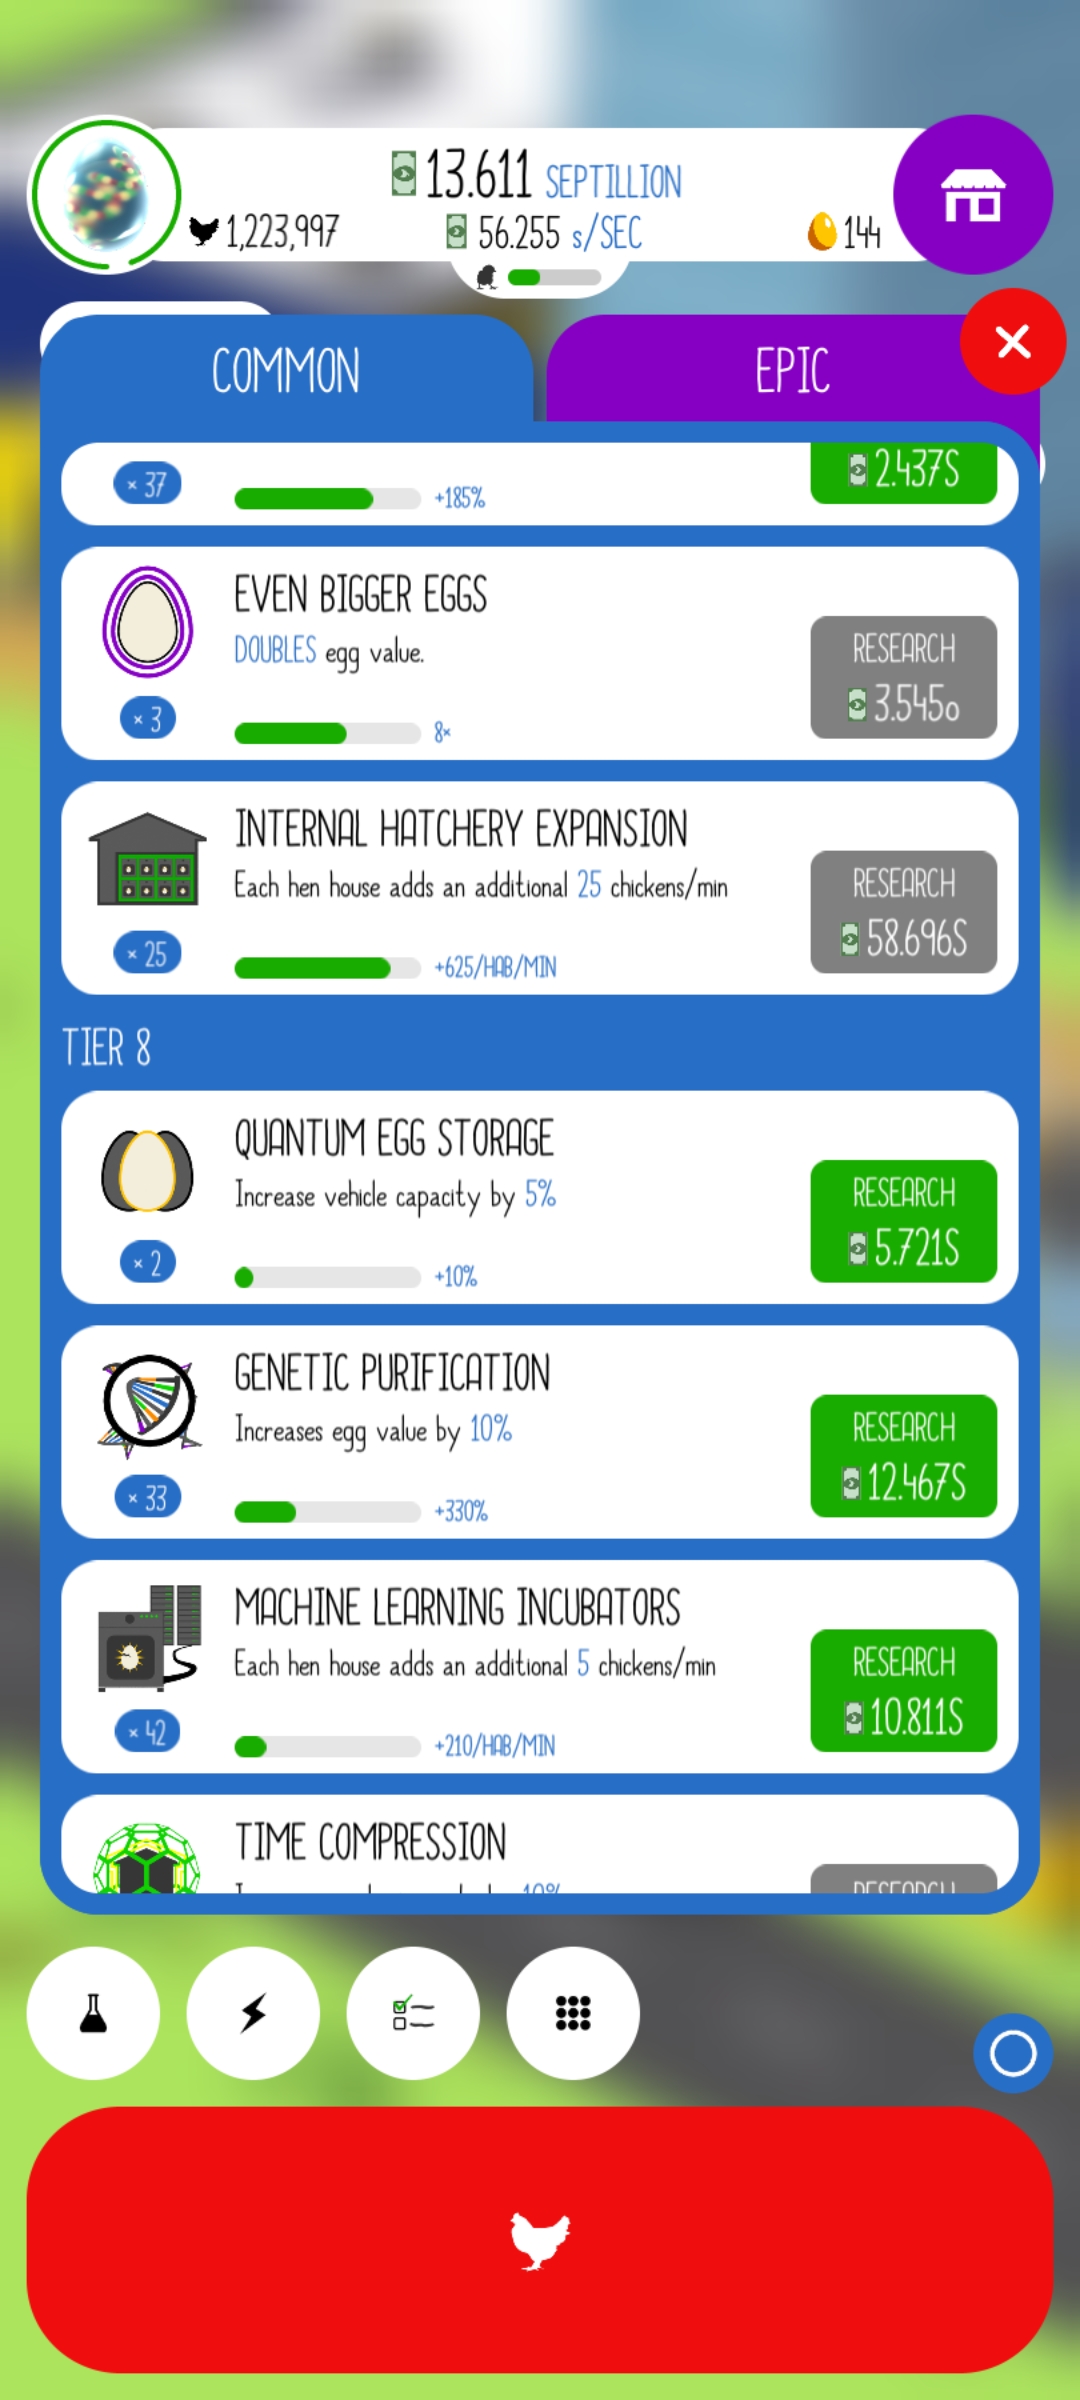 13.611 SEPTILLION
1,223,997
56.255 s/SEC
144
COMMON
EPIC
× 37
+185%
2.437S
EVEN BIGGER EGGS
DOUBLES egg value.
× 3
8×
RESEARCH
3.545o
INTERNAL HATCHERY EXPANSION
Each hen house adds an additional 25 chickens/min
× 25
+625/HAB/MIN
RESEARCH
58.696S
TIER 8
QUANTUM EGG STORAGE
Increase vehicle capacity by 5%
× 2
+10%
RESEARCH
5.721S
GENETIC PURIFICATION
Increases egg value by 10%
× 33
+330%
RESEARCH
12.467S
MACHINE LEARNING INCUBATORS
Each hen house adds an additional 5 chickens/min
× 42
+210/HAB/MIN
RESEARCH
10.811S
TIME COMPRESSION
10%
RESEARCH